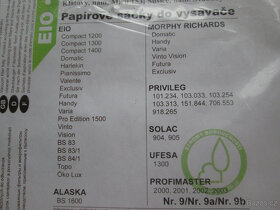 Papírové sáčky do vysavače
EIO
Compact 1200
Compact 1300
Compact 1400
Domatic
Harlekin
Pianissimo
Valente
Exclusiv
Futura
Handy
Varia
Pro Edition 1500
Vinto
Vision
BS 83
BS 83/1
BS 84/1
Topo
Öko Lux
ALASKA
BS 1600
MORPHY RICHARDS
Domatic
Handy
Varia
Vinto Vision
Futura
Exclusiv
PRIVILEG
101.234, 103.033, 103.254
103.313, 151.844, 706.553
918.265
SOLAC
904, 905
UFESA
1300
PROFIMASTER
2000, 2001, 2002, 2003
Nr. 9/Nr. 9a/Nr. 9b
EIO
GB
D
F